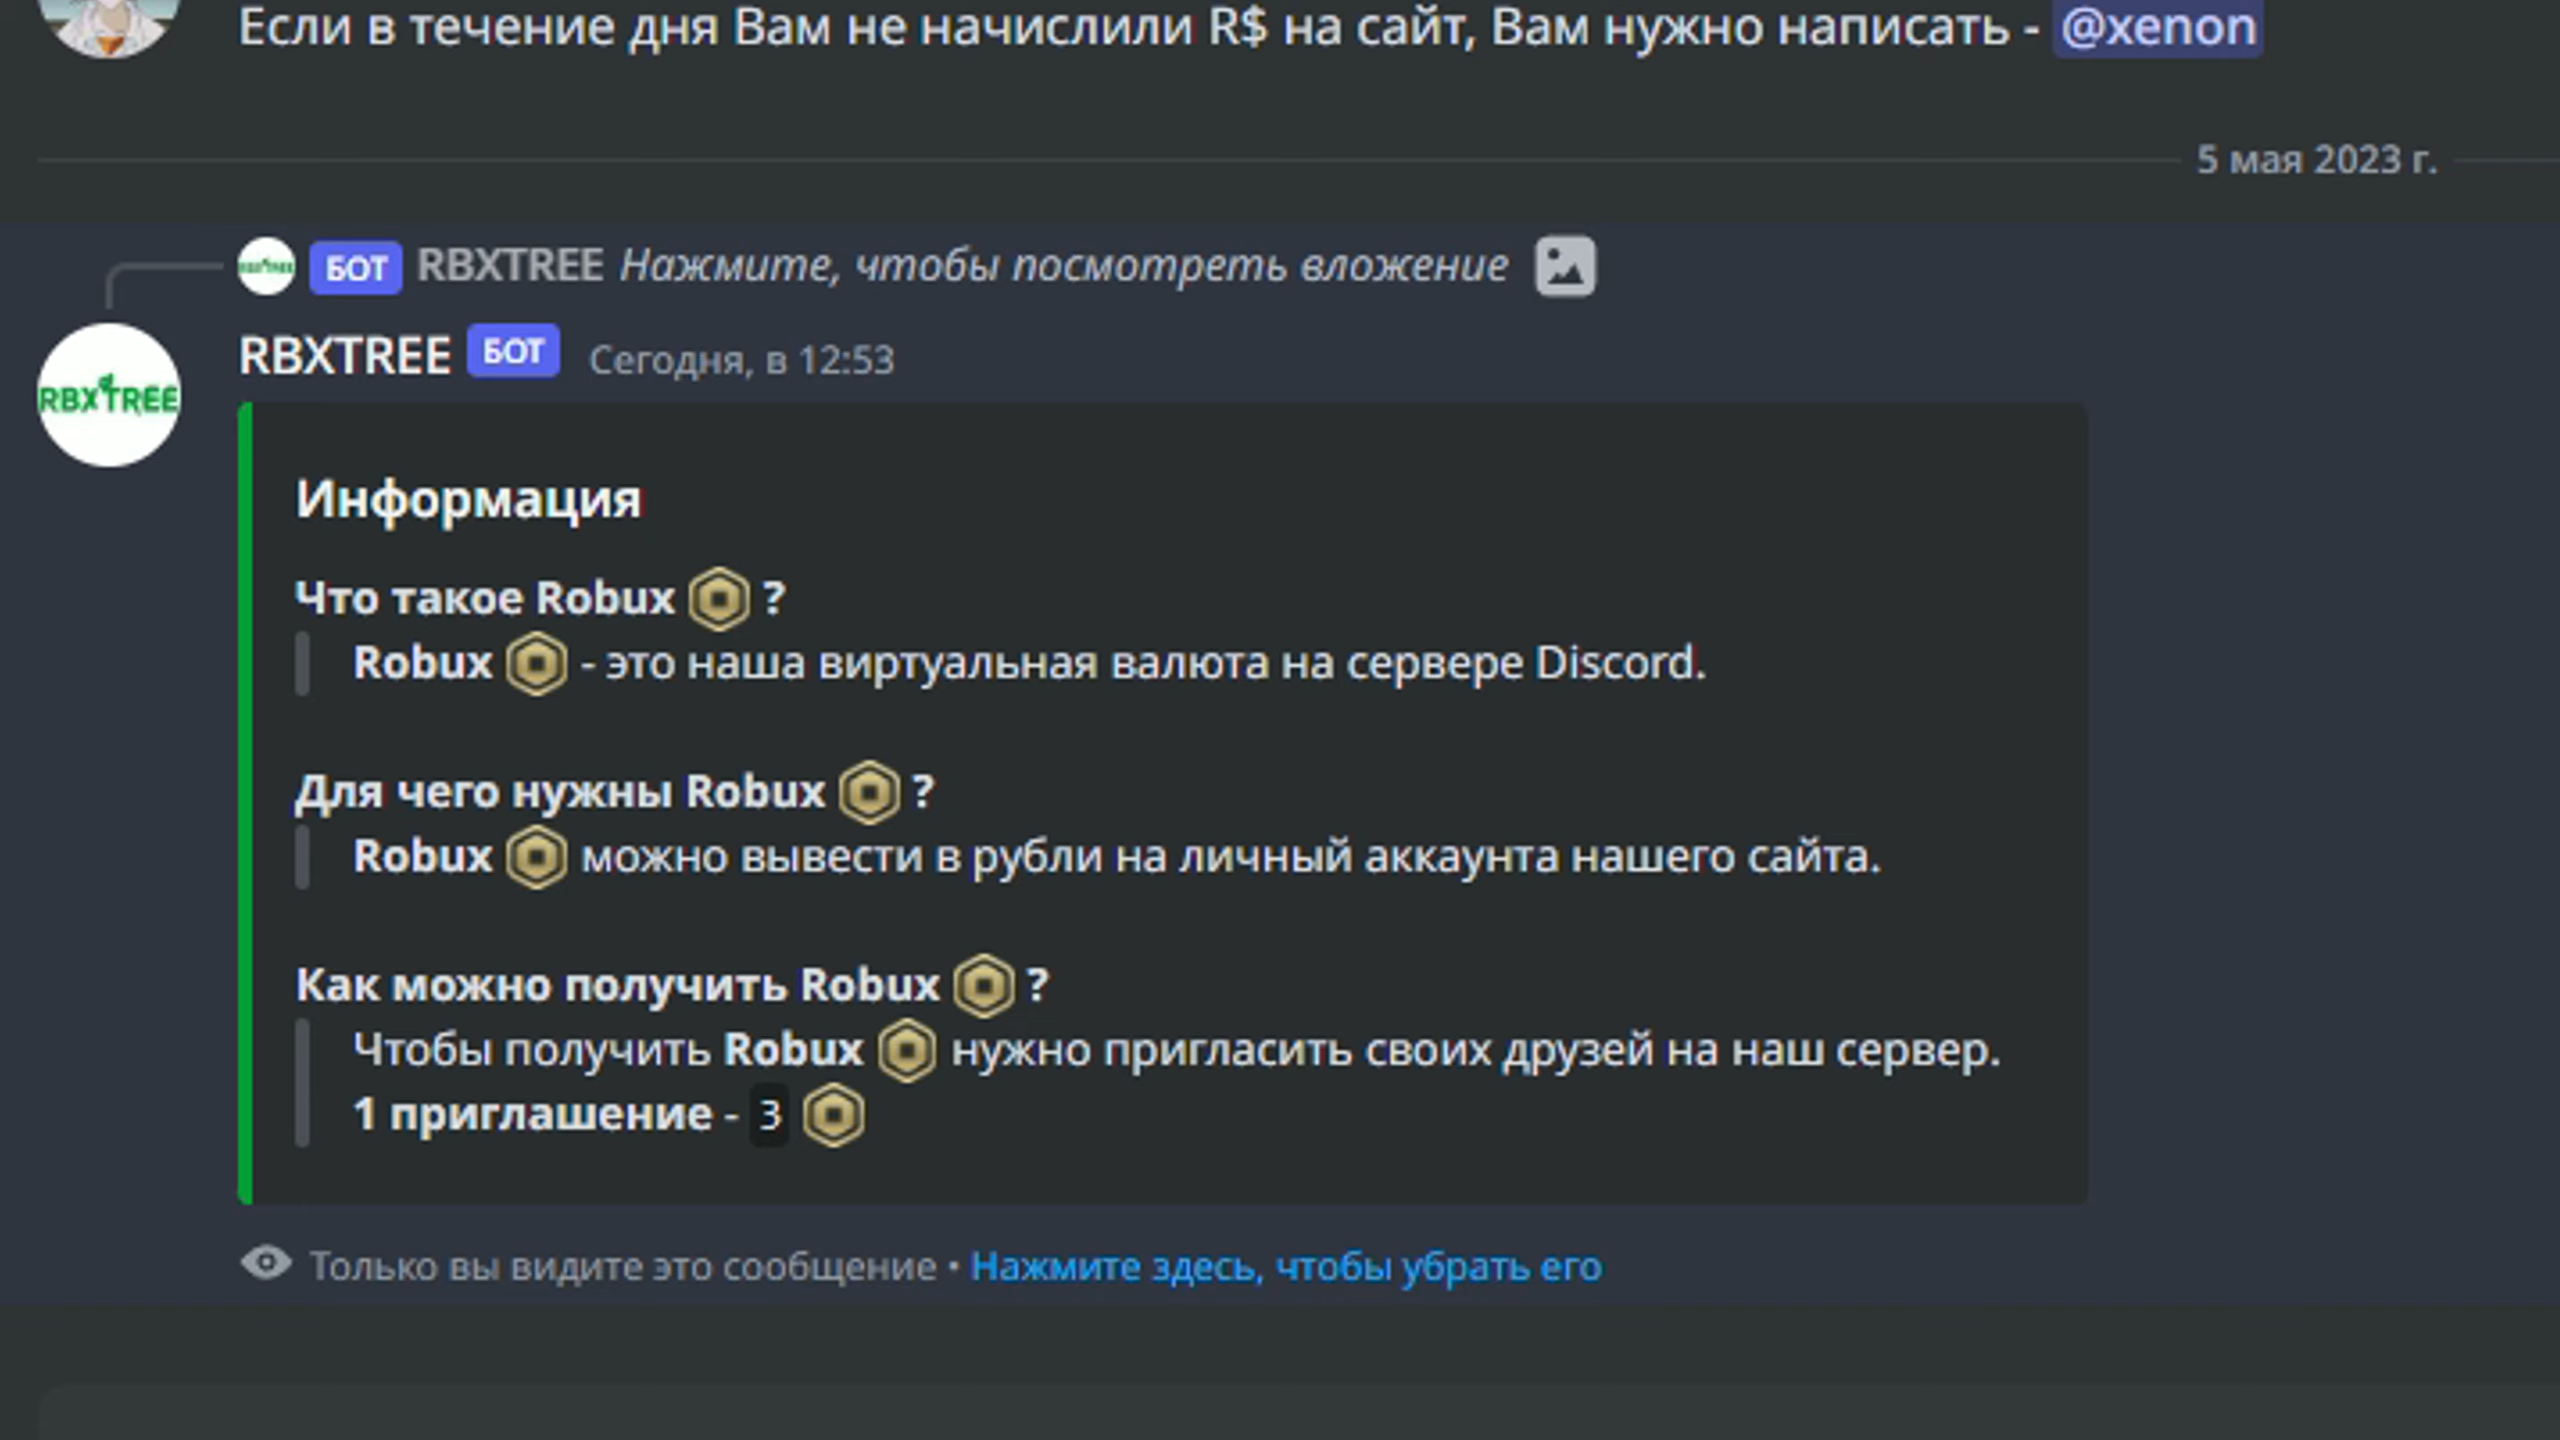 Если в течение дня Вам не начислили R$ на сайт, Вам нужно написать - @xenon
5 мая 2023 г.
БОТ RBXTREE Нажмите, чтобы посмотреть вложение
RBXTREE БОТ Сегодня, в 12:53
RBXTREE
Информация
Что такое Robux ?
Robux - это наша виртуальная валюта на сервере Discord.
Для чего нужны Robux ?
Robux можно вывести в рубли на личный аккаунта нашего сайта.
Как можно получить Robux ?
Чтобы получить Robux нужно пригласить своих друзей на наш сервер.
1 приглашение - 3
Только вы видите это сообщение • Нажмите здесь, чтобы убрать его